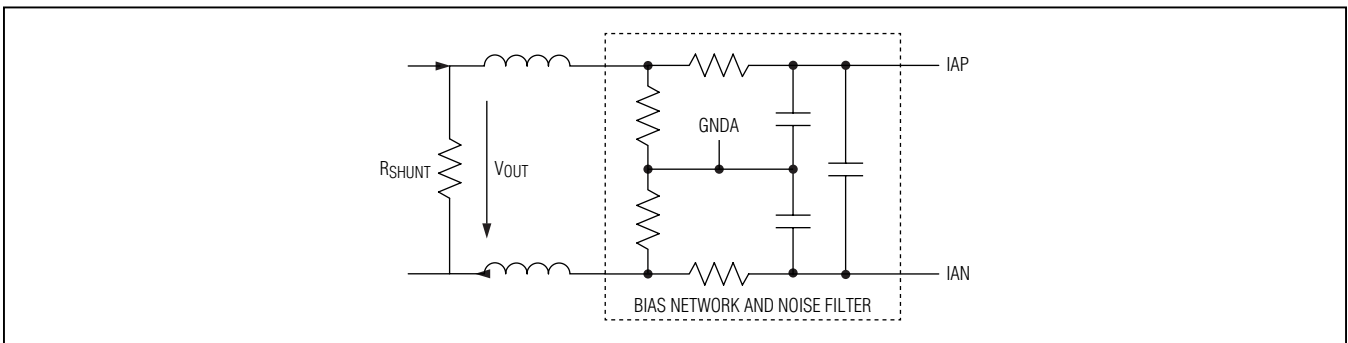 IAP
GNDA
RSHUNT
VOUT
IAN
BIAS NETWORK AND NOISE FILTER